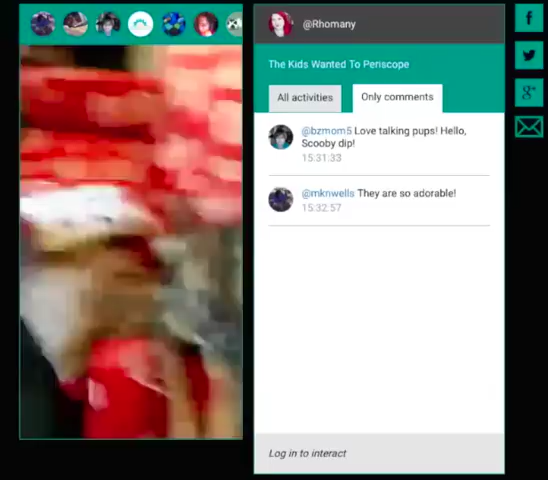 @Rhomany
The Kids Wanted To Periscope
All activities
Only comments
@bzmom5 Love talking pups! Hello,
Scooby dip!
15:31:33
@mknwells They are so adorable!
15:32:57
Log in to interact
f
g+